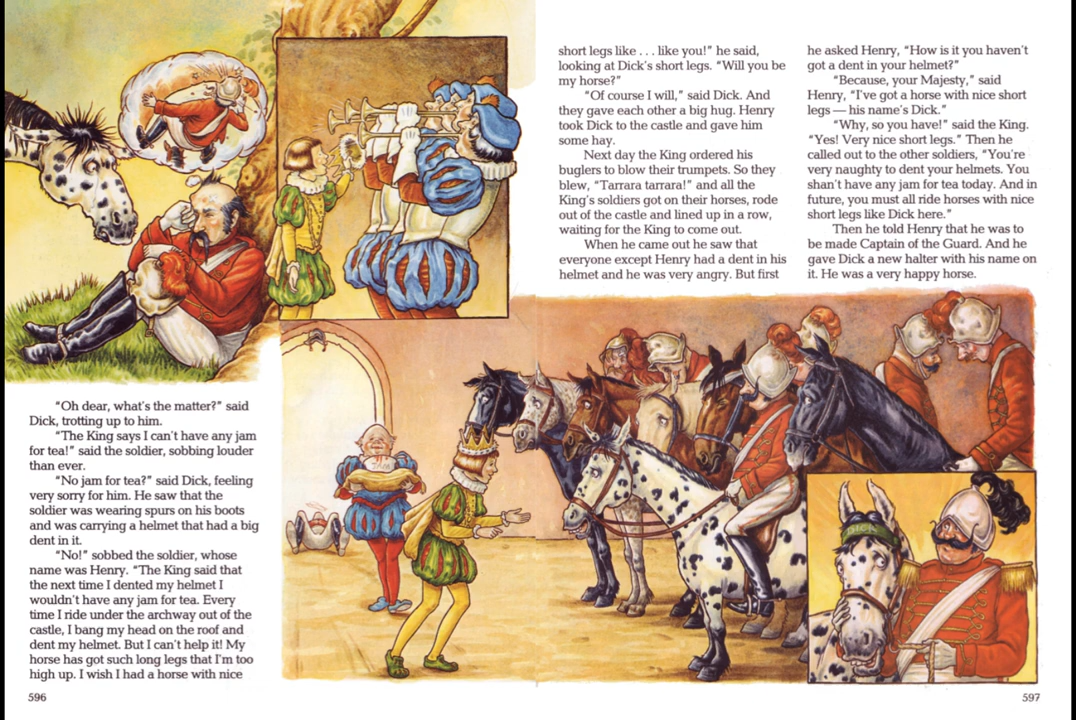 "Oh dear, what's the matter?" said
Dick, trotting up to him.
"The King says I can't have any jam
for tea!" said the soldier, sobbing louder
than ever.
"No jam for tea?" said Dick, feeling
very sorry for him. He saw that the
soldier was wearing spurs on his boots
and was carrying a helmet that had a big
dent in it.
"No!" sobbed the soldier, whose
name was Henry. "The King said that
the next time I dented my helmet I
wouldn't have any jam for tea. Every
time I ride under the archway out of the
castle, I bang my head on the roof and
dent my helmet. But I can't help it! My
horse has got such long legs that I'm too
high up. I wish I had a horse with nice
596
short legs like . . . like you!" he said,
looking at Dick's short legs. "Will you be
my horse?"
"Of course I will," said Dick. And
they gave each other a big hug. Henry
took Dick to the castle and gave him
some hay.
Next day the King ordered his
buglers to blow their trumpets. So they
blew, "Tarrara tarrara!" and all the
King's soldiers got on their horses, rode
out of the castle and lined up in a row,
waiting for the King to come out.
When he came out he saw that
everyone except Henry had a dent in his
helmet and he was very angry. But first
he asked Henry, "How is it you haven't
got a dent in your helmet?"
"Because, your Majesty," said
Henry, "I've got a horse with nice short
legs — his name's Dick."
"Why, so you have!" said the King.
"Yes! Very nice short legs." Then he
called out to the other soldiers, "You're
very naughty to dent your helmets. You
shan't have any jam for tea today. And in
future, you must all ride horses with nice
short legs like Dick here."
Then he told Henry that he was to
be made Captain of the Guard. And he
gave Dick a new halter with his name on
it. He was a very happy horse.
JAM
DICK
597